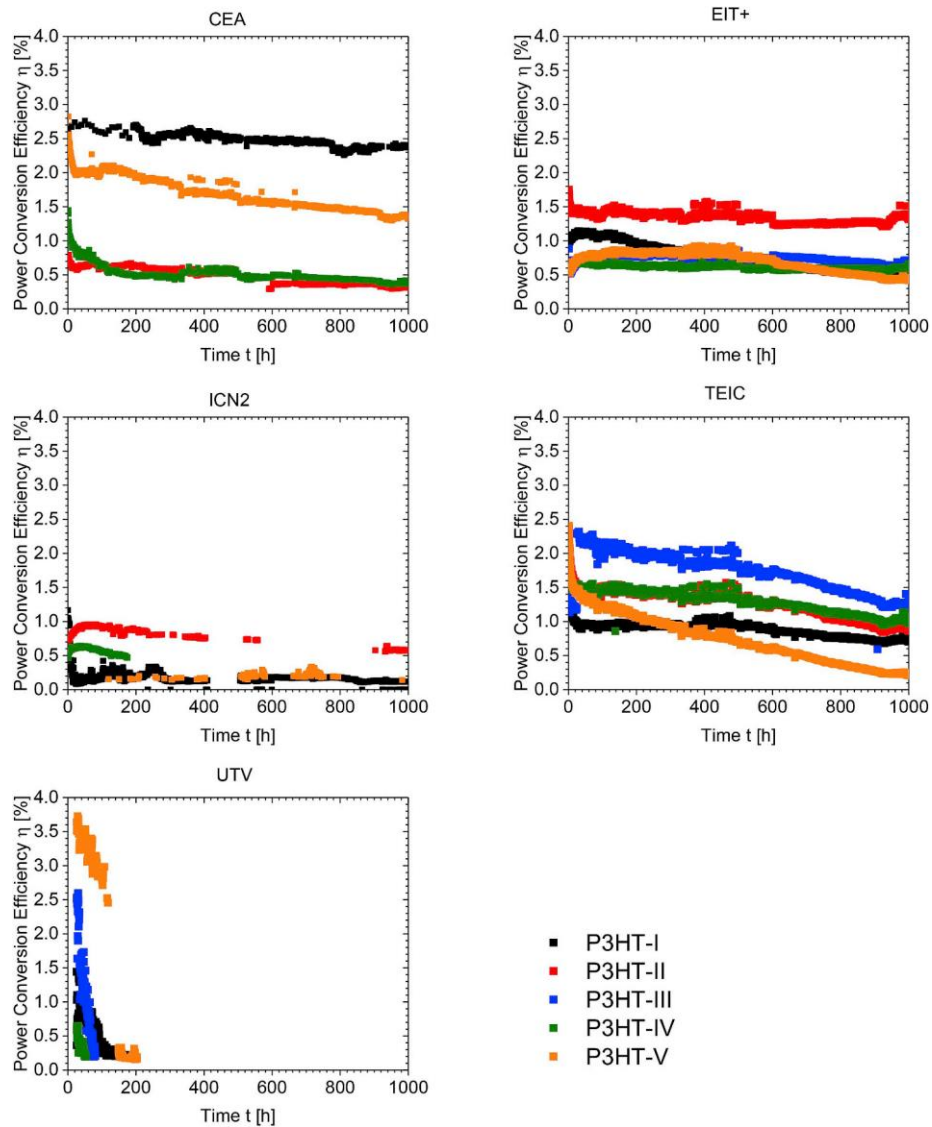 CEA
Power Conversion Efficiency η [%]
4.0
3.5
3.0
2.5
2.0
1.5
1.0
0.5
0.0
0 200 400 600 800 1000
Time t [h]
EIT+
Power Conversion Efficiency η [%]
4.0
3.5
3.0
2.5
2.0
1.5
1.0
0.5
0.0
0 200 400 600 800 1000
Time t [h]
ICN2
Power Conversion Efficiency η [%]
4.0
3.5
3.0
2.5
2.0
1.5
1.0
0.5
0.0
0 200 400 600 800 1000
Time t [h]
TEIC
Power Conversion Efficiency η [%]
4.0
3.5
3.0
2.5
2.0
1.5
1.0
0.5
0.0
0 200 400 600 800 1000
Time t [h]
UTV
Power Conversion Efficiency η [%]
4.0
3.5
3.0
2.5
2.0
1.5
1.0
0.5
0.0
0 200 400 600 800 1000
Time t [h]
P3HT-I
P3HT-II
P3HT-III
P3HT-IV
P3HT-V